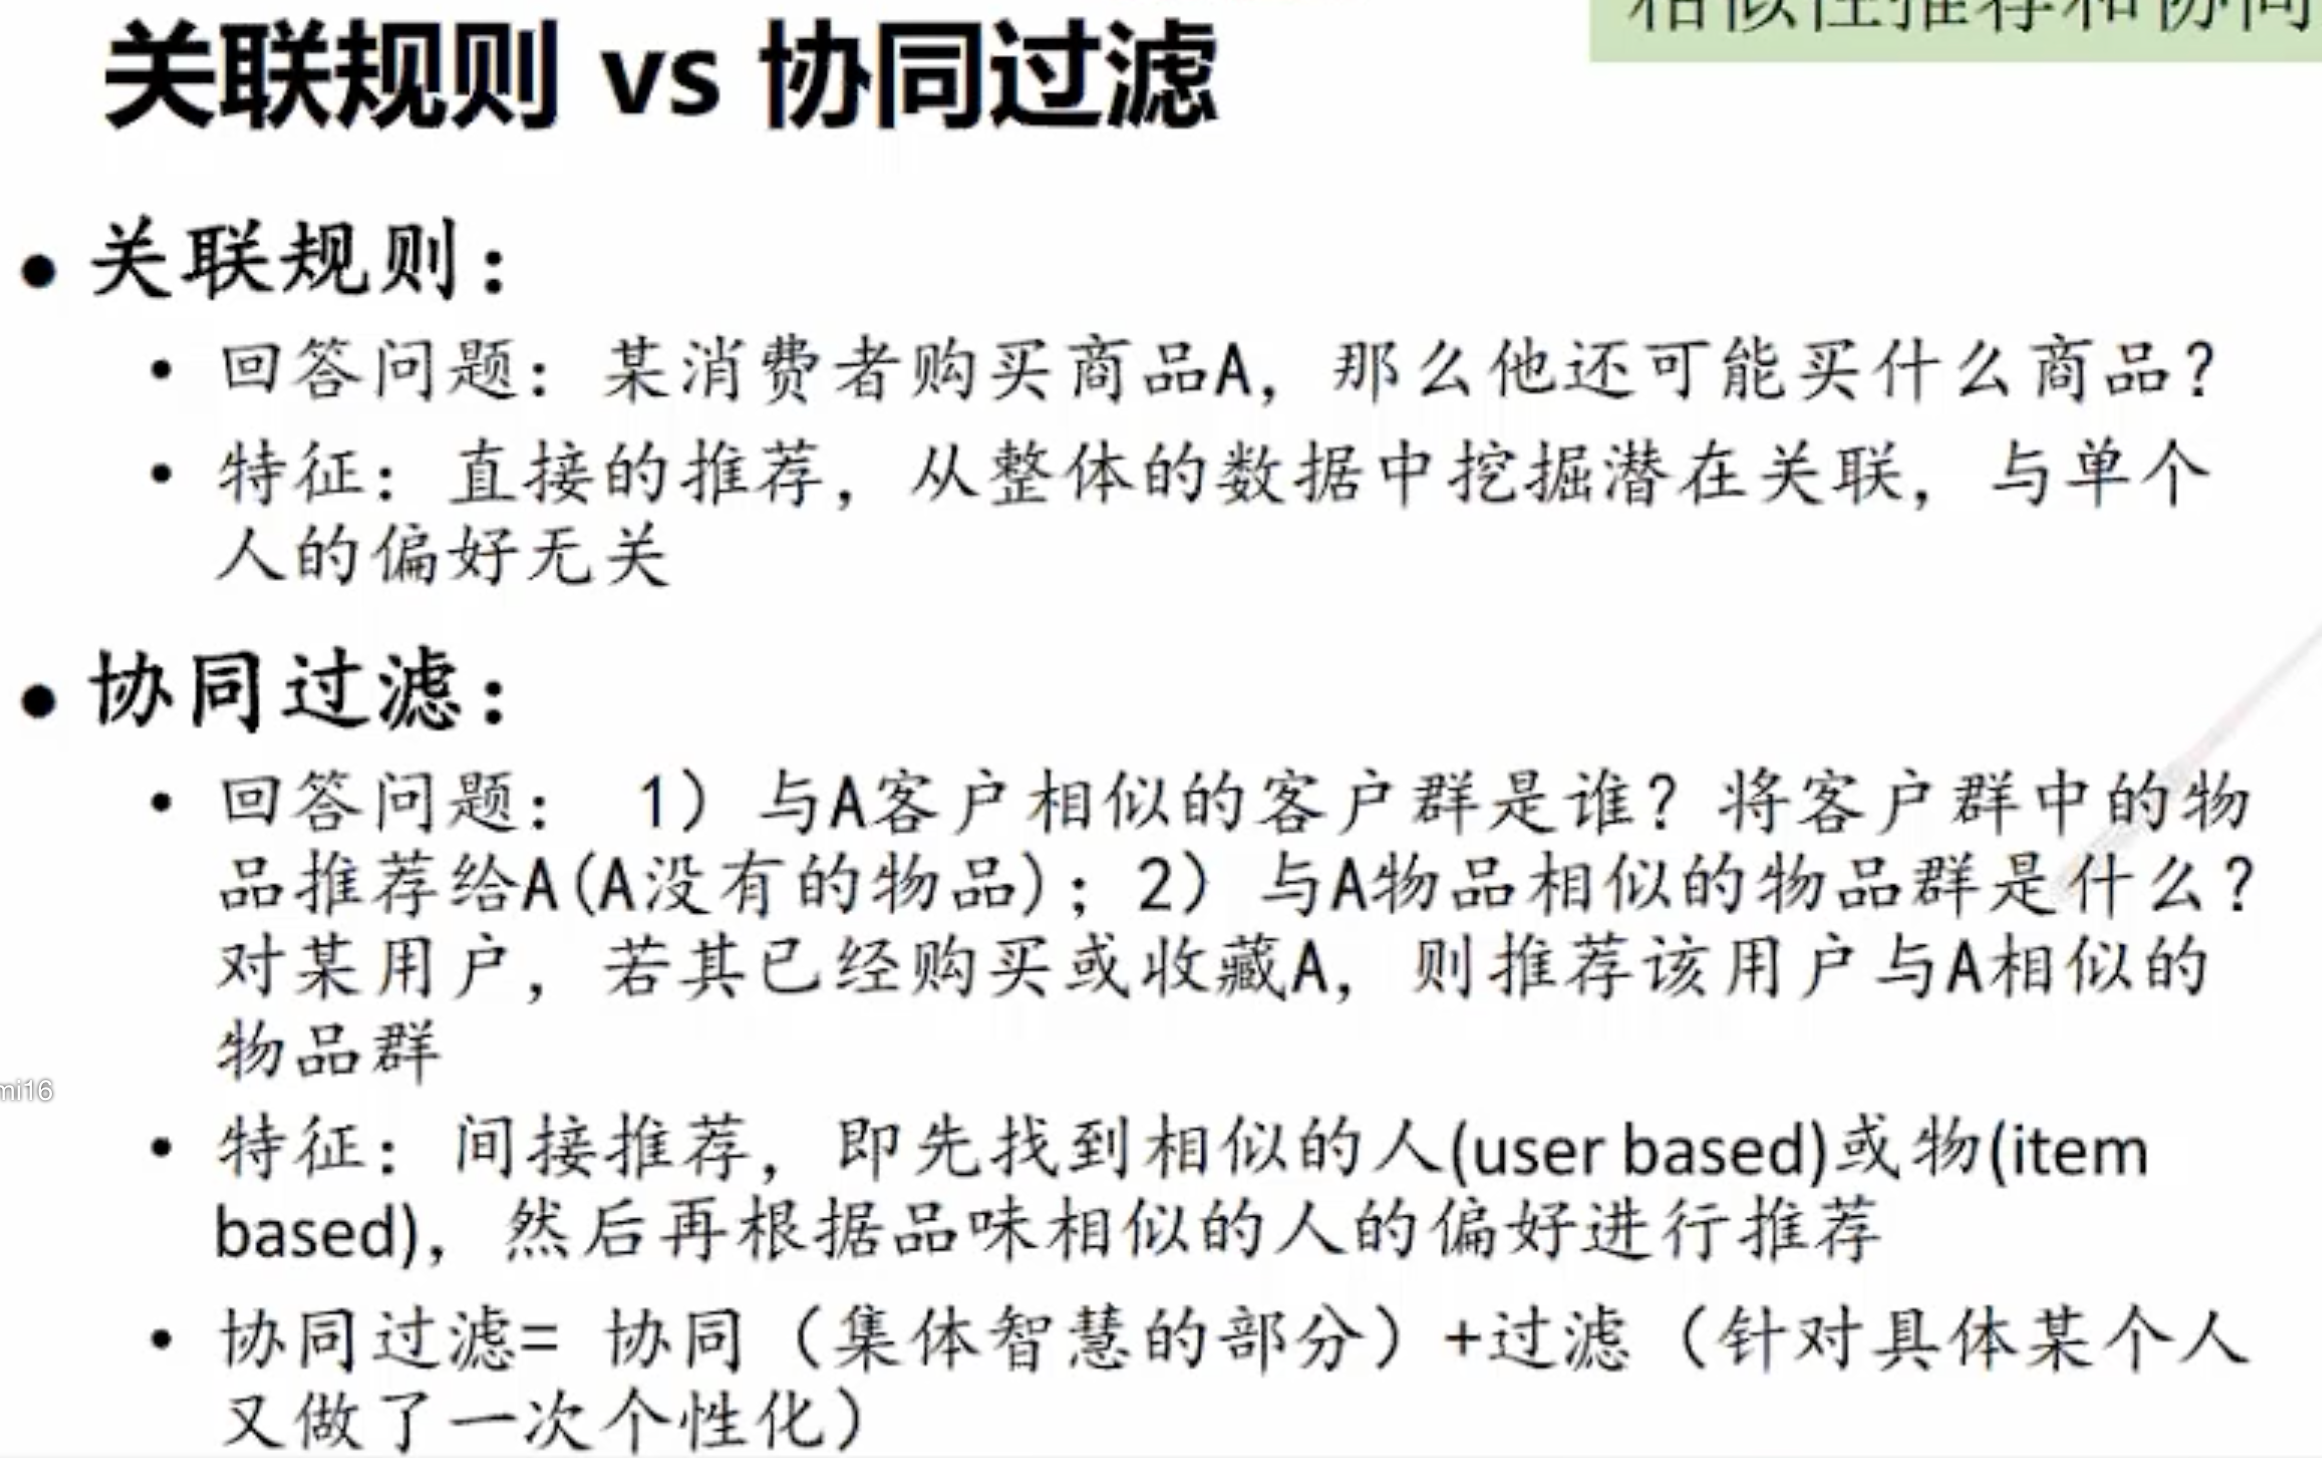 相似性推荐和协同
关联规则 vs 协同过滤
• 关联规则：
• 回答问题：某消费者购买商品A，那么他还可能买什么商品？
• 特征：直接的推荐，从整体的数据中挖掘潜在关联，与单个
人的偏好无关
• 协同过滤：
• 回答问题： 1）与A客户相似的客户群是谁？将客户群中的物
品推荐给A(A没有的物品)；2）与A物品相似的物品群是什么？
对某用户，若其已经购买或收藏A，则推荐该用户与A相似的
物品群
• 特征：间接推荐，即先找到相似的人(user based)或物(item
based)，然后再根据品味相似的人的偏好进行推荐
• 协同过滤= 协同（集体智慧的部分）+过滤（针对具体某个人
又做了一次个性化）
mi16